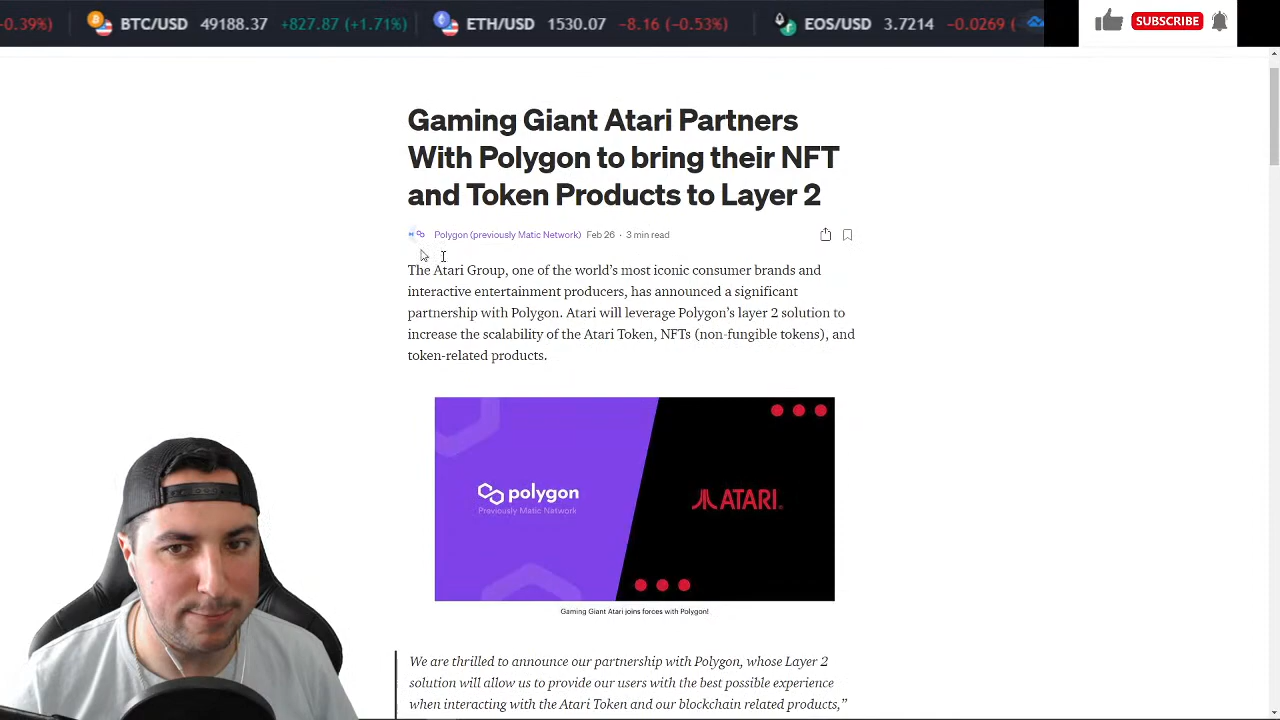 -0.39%) BTC/USD 49188.37 +827.87 (+1.71%) ETH/USD 1530.07 −8.16 (−0.53%) EOS/USD 3.7214 −0.0269 (
SUBSCRIBE
Gaming Giant Atari Partners
With Polygon to bring their NFT
and Token Products to Layer 2
Polygon (previously Matic Network) Feb 26 · 3 min read
The Atari Group, one of the world’s most iconic consumer brands and
interactive entertainment producers, has announced a significant
partnership with Polygon. Atari will leverage Polygon’s layer 2 solution to
increase the scalability of the Atari Token, NFTs (non-fungible tokens), and
token-related products.
polygon
Previously Matic Network
ATARI
Gaming Giant Atari joins forces with Polygon!
We are thrilled to announce our partnership with Polygon, whose Layer 2
solution will allow us to provide our users with the best possible experience
when interacting with the Atari Token and our blockchain related products,”